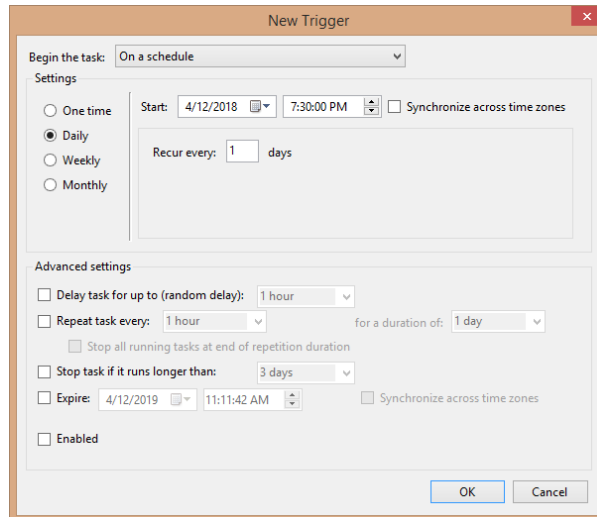 New Trigger
Begin the task: On a schedule
Settings
One time
Start: 4/12/2018 7:30:00 PM Synchronize across time zones
Daily
Recur every: 1 days
Weekly
Monthly
Advanced settings
Delay task for up to (random delay): 1 hour
Repeat task every: 1 hour for a duration of: 1 day
Stop all running tasks at end of repetition duration
Stop task if it runs longer than: 3 days
Expire: 4/12/2019 11:11:42 AM Synchronize across time zones
Enabled
OK Cancel